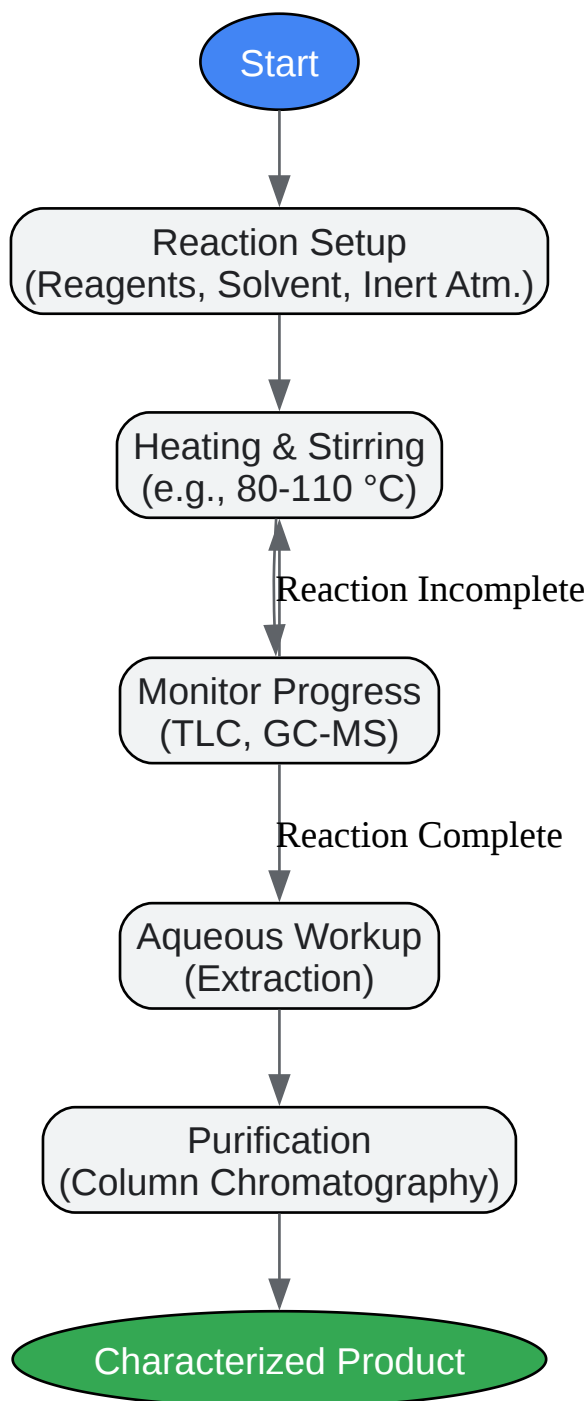 Start
Reaction Setup
(Reagents, Solvent, Inert Atm.)
Heating & Stirring
(e.g., 80-110 °C)
Reaction Incomplete
Monitor Progress
(TLC, GC-MS)
Reaction Complete
Aqueous Workup
(Extraction)
Purification
(Column Chromatography)
Characterized Product